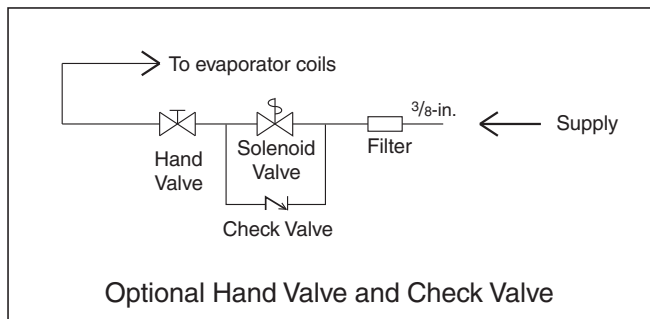 To evaporator coils
3/8-in.
Supply
Hand
Valve
Solenoid
Valve
Filter
Check Valve
Optional Hand Valve and Check Valve